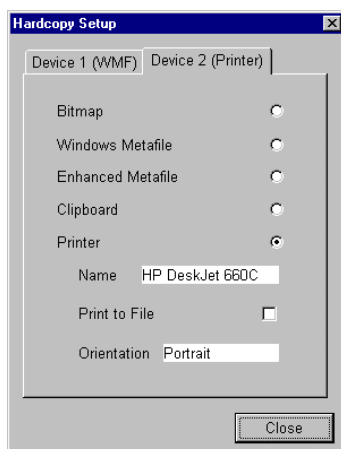 Hardcopy Setup
Device 1 (WMF) Device 2 (Printer)
Bitmap
Windows Metafile
Enhanced Metafile
Clipboard
Printer
Name HP DeskJet 660C
Print to File
Orientation Portrait
Close